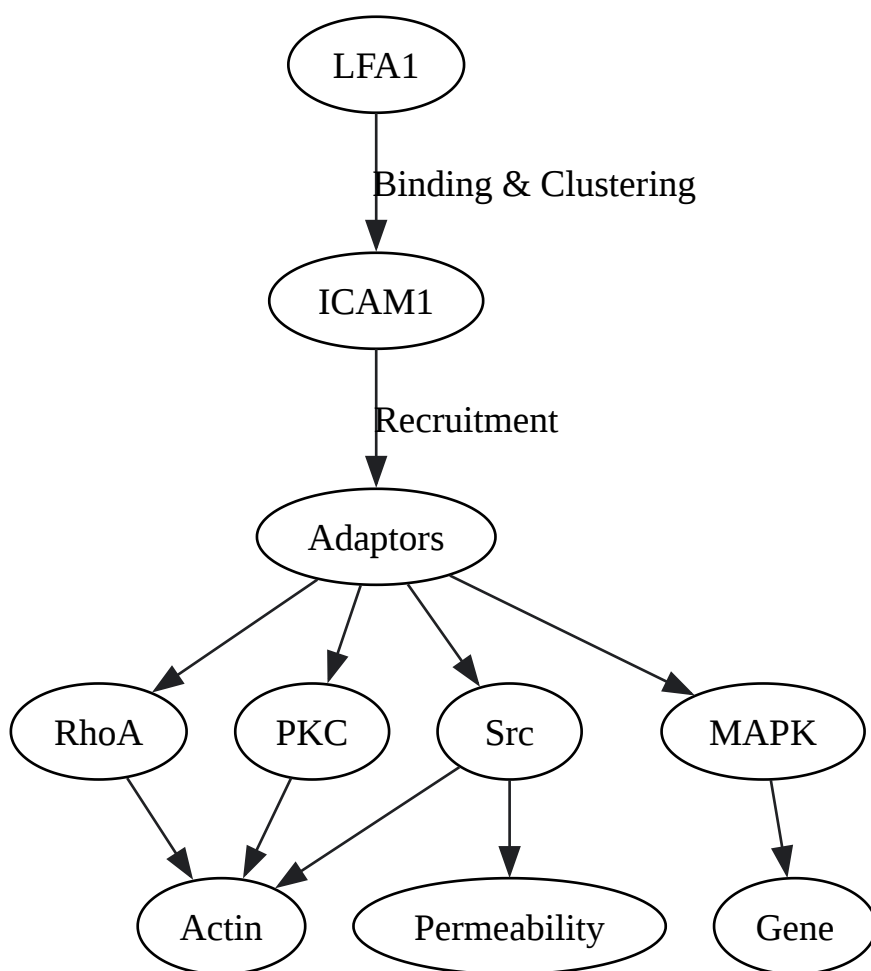 LFA1
Binding & Clustering
ICAM1
Recruitment
Adaptors
RhoA
PKC
Src
MAPK
Actin
Permeability
Gene